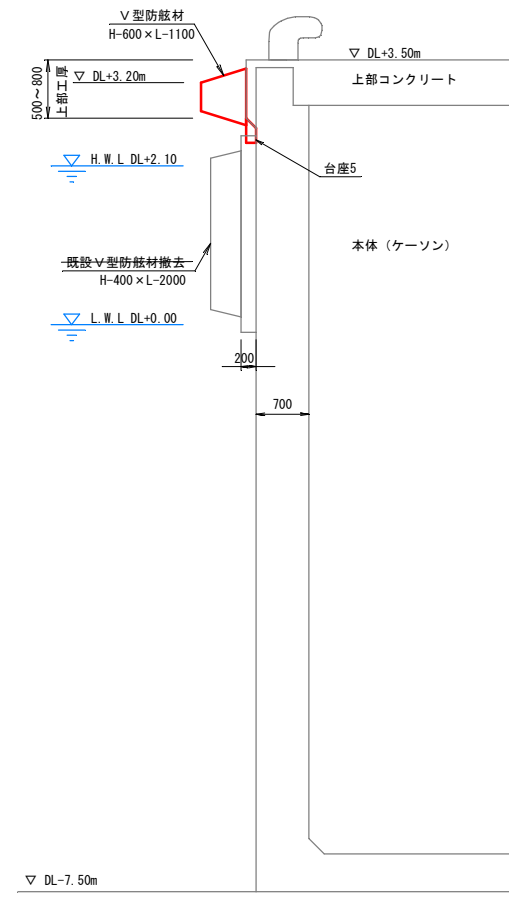 V型防舷材
H-600×L-1100
▽ DL+3.50m
上部コンクリート
▽ DL+3.20m
500~800
上部工厚
H.W.L DL+2.10
台座5
本体(ケーソン)
既設V型防舷材撤去
H-400×L-2000
L.W.L DL+0.00
200
700
▽ DL-7.50m